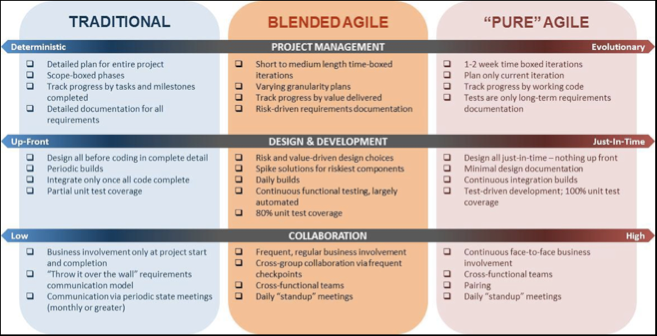 TRADITIONAL
BLENDED AGILE
“PURE” AGILE
Deterministic
PROJECT MANAGEMENT
Evolutionary
Detailed plan for entire project
Scope-boxed phases
Track progress by tasks and milestones
completed
Detailed documentation for all
requirements
Short to medium length time-boxed
iterations
Varying granularity plans
Track progress by value delivered
Risk-driven requirements documentation
1-2 week time boxed iterations
Plan only current iteration
Track progress by working code
Tests are only long-term requirements
documentation
Up-Front
DESIGN & DEVELOPMENT
Just-In-Time
Design all before coding in complete detail
Periodic builds
Integrate only once all code complete
Partial unit test coverage
Risk and value-driven design choices
Spike solutions for riskiest components
Daily builds
Continuous functional testing, largely
automated
80% unit test coverage
Design all just-in-time – nothing up front
Minimal design documentation
Continuous integration builds
Test-driven development; 100% unit test
coverage
Low
COLLABORATION
High
Business involvement only at project start
and completion
“Throw it over the wall” requirements
communication model
Communication via periodic state meetings
(monthly or greater)
Frequent, regular business involvement
Cross-group collaboration via frequent
checkpoints
Cross-functional teams
Daily “standup” meetings
Continuous face-to-face business
involvement
Cross-functional teams
Pairing
Daily “standup” meetings